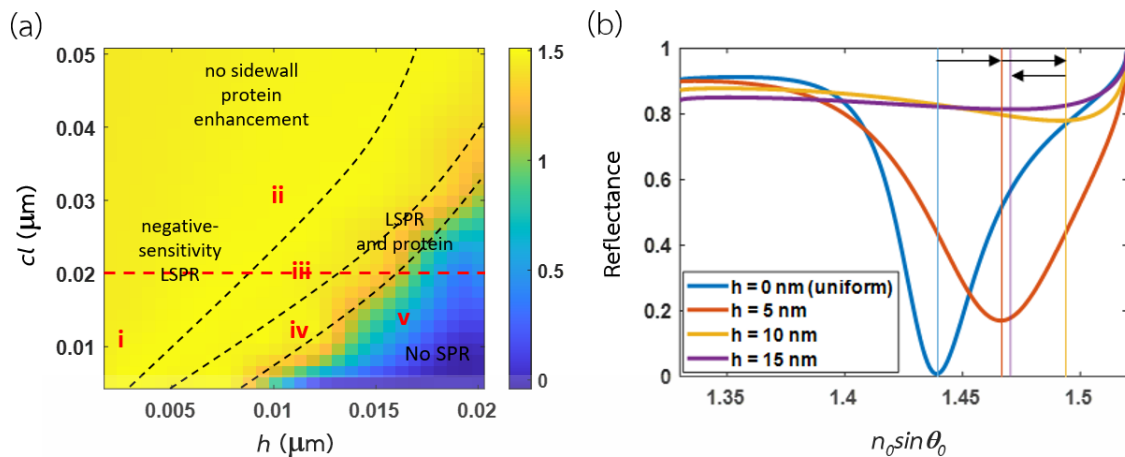 (a)
(b)
0.05
0.04
0.03
0.02
0.01
cl (μm)
no sidewall
protein
enhancement
ii
negative-
sensitivity
LSPR
LSPR
and protein
iii
i
iv
v
No SPR
0.005
0.01
0.015
0.02
h (μm)
1.5
1
0.5
0
1
0.8
0.6
0.4
0.2
0
Reflectance
h = 0 nm (uniform)
h = 5 nm
h = 10 nm
h = 15 nm
1.35
1.4
1.45
1.5
n0sinθ0